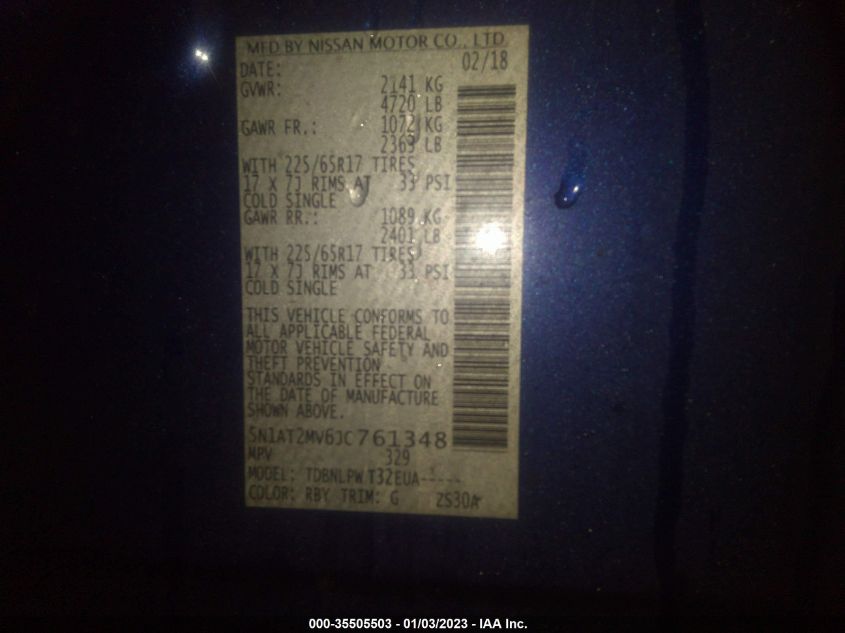 MFD BY NISSAN MOTOR CO., LTD.
DATE: 02/18
GVWR: 2141 KG
4720 LB
GAWR FR.: 1072 KG
2363 LB
WITH 225/65R17 TIRES
17 X 7J RIMS AT 33 PSI
COLD SINGLE
GAWR RR.: 1089 KG
2401 LB
WITH 225/65R17 TIRES
17 X 7J RIMS AT 33 PSI
COLD SINGLE
THIS VEHICLE CONFORMS TO
ALL APPLICABLE FEDERAL
MOTOR VEHICLE SAFETY AND
THEFT PREVENTION
STANDARDS IN EFFECT ON
THE DATE OF MANUFACTURE
SHOWN ABOVE.
5N1AT2MV6JC761348
MPV 329
MODEL: TDBNLPW T32EUA-----
COLOR: RBY TRIM: G 2S30A
000-35505503 - 01/03/2023 - IAA Inc.